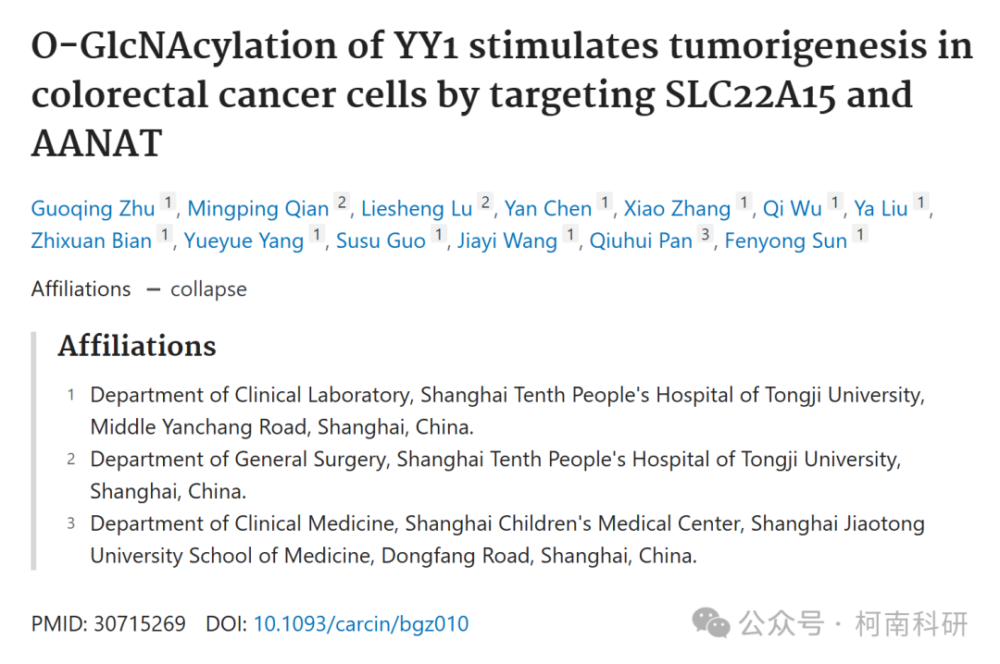 O-GlcNAcylation of YY1 stimulates tumorigenesis in
colorectal cancer cells by targeting SLC22A15 and
AANAT
Guoqing Zhu 1, Mingping Qian 2, Liesheng Lu 2, Yan Chen 1, Xiao Zhang 1, Qi Wu 1, Ya Liu 1,
Zhixuan Bian 1, Yueyue Yang 1, Susu Guo 1, Jiayi Wang 1, Qiuhui Pan 3, Fenyong Sun 1
Affiliations — collapse
Affiliations
1 Department of Clinical Laboratory, Shanghai Tenth People's Hospital of Tongji University,
Middle Yanchang Road, Shanghai, China.
2 Department of General Surgery, Shanghai Tenth People's Hospital of Tongji University,
Shanghai, China.
3 Department of Clinical Medicine, Shanghai Children's Medical Center, Shanghai Jiaotong
University School of Medicine, Dongfang Road, Shanghai, China.
PMID: 30715269 DOI: 10.1093/carcin/bgz010
公众号 · 柯南科研